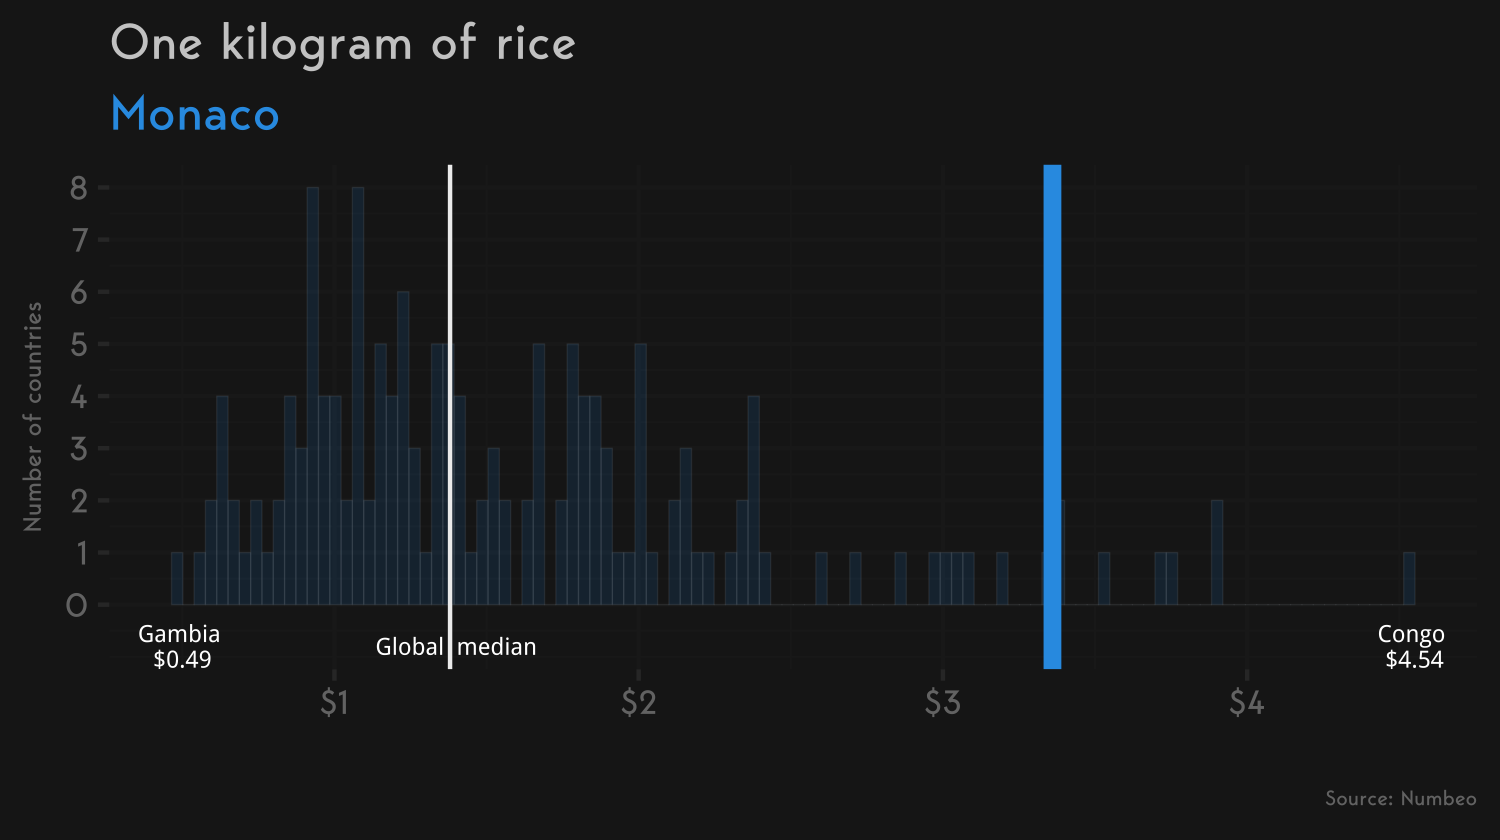 One kilogram of rice
Monaco
Number of countries
8
7
6
5
4
3
2
1
0
Gambia
$0.49
Global median
Congo
$4.54
$1 $2 $3 $4
Source: Numbeo